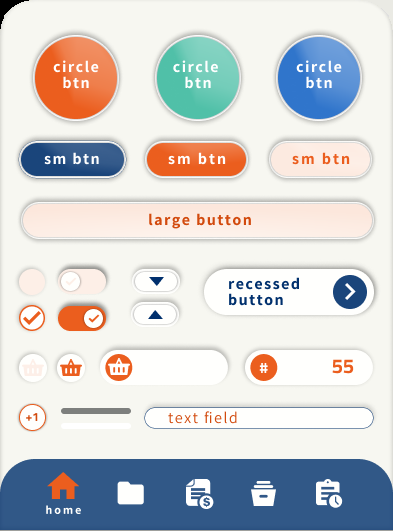 circle
btn
circle
btn
circle
btn
sm btn
sm btn
sm btn
large button
recessed
button
# 55
+1
text field
$
home